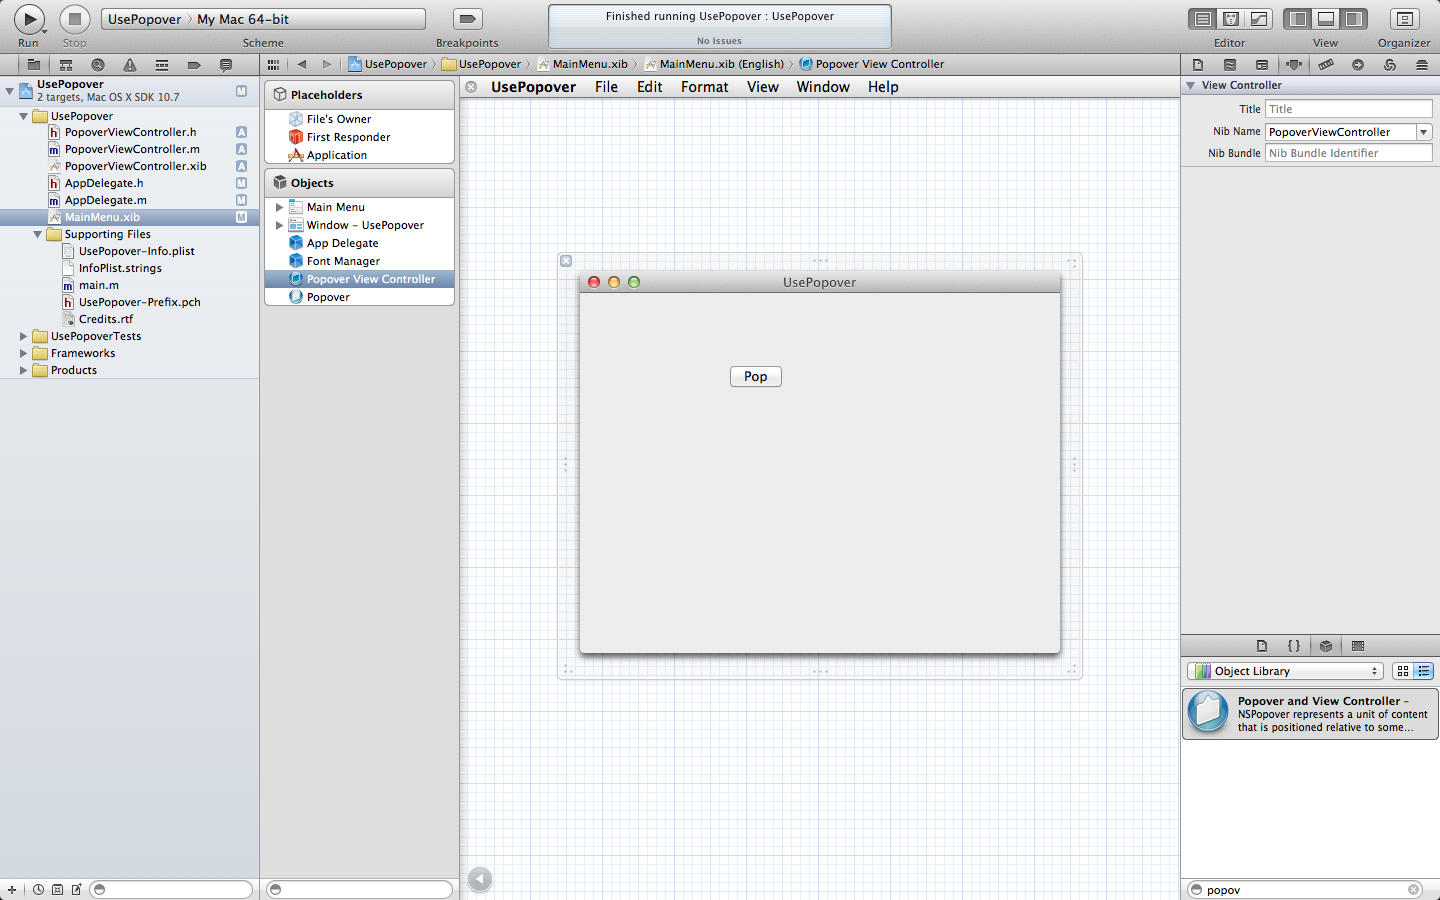 UsePopover › My Mac 64-bit
Finished running UsePopover : UsePopover
No Issues
Run
Stop
Scheme
Breakpoints
Editor
View
Organizer
UsePopover
UsePopover
MainMenu.xib
MainMenu.xib (English)
Popover View Controller
UsePopover
2 targets, Mac OS X SDK 10.7
M
UsePopover
PopoverViewController.h
A
PopoverViewController.m
A
PopoverViewController.xib
A
AppDelegate.h
M
AppDelegate.m
M
MainMenu.xib
M
Supporting Files
UsePopover-Info.plist
InfoPlist.strings
main.m
UsePopover-Prefix.pch
Credits.rtf
UsePopoverTests
Frameworks
Products
Placeholders
File's Owner
First Responder
Application
Objects
Main Menu
Window - UsePopover
App Delegate
Font Manager
Popover View Controller
Popover
UsePopover File Edit Format View Window Help
UsePopover
Pop
View Controller
Title Title
Nib Name PopoverViewController
Nib Bundle Nib Bundle Identifier
Object Library
Popover and View Controller -
NSPopover represents a unit of content
that is positioned relative to some...
popov